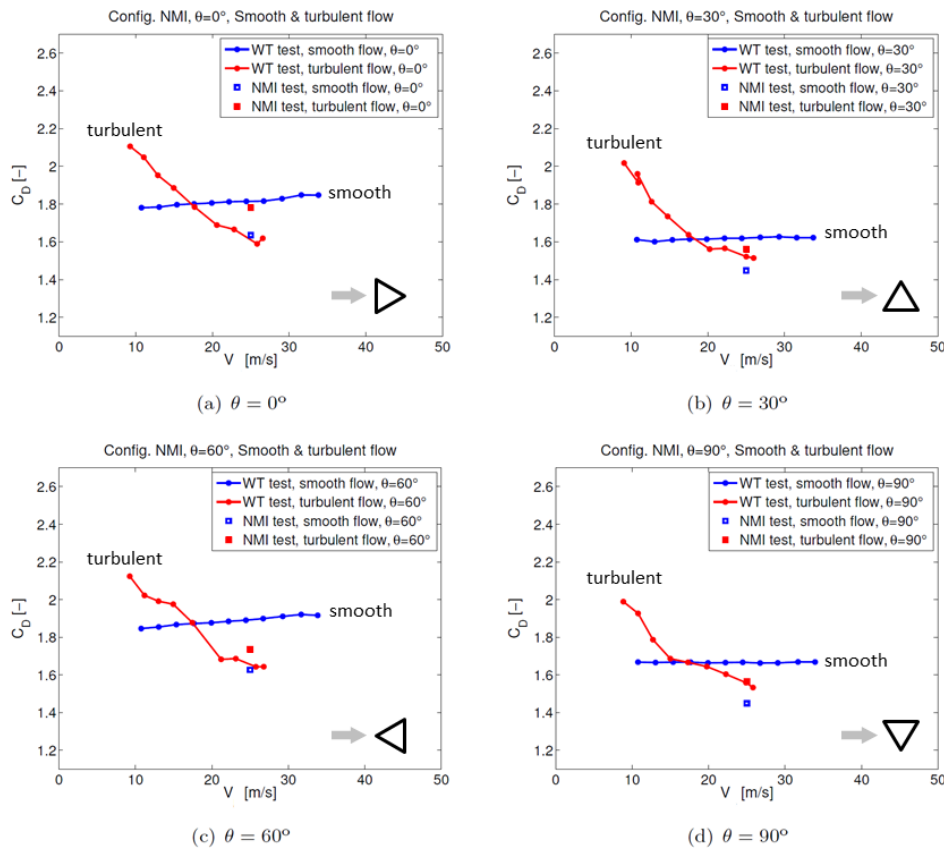 Config. NMI, θ=0°, Smooth & turbulent flow
WT test, smooth flow, θ=0°
WT test, turbulent flow, θ=0°
NMI test, smooth flow, θ=0°
NMI test, turbulent flow, θ=0°
turbulent
smooth
C_D [–]
2.6
2.4
2.2
2
1.8
1.6
1.4
1.2
0 10 20 30 40 50
V [m/s]
(a) θ = 0º
Config. NMI, θ=30°, Smooth & turbulent flow
WT test, smooth flow, θ=30°
WT test, turbulent flow, θ=30°
NMI test, smooth flow, θ=30°
NMI test, turbulent flow, θ=30°
turbulent
smooth
C_D [–]
2.6
2.4
2.2
2
1.8
1.6
1.4
1.2
0 10 20 30 40 50
V [m/s]
(b) θ = 30º
Config. NMI, θ=60°, Smooth & turbulent flow
WT test, smooth flow, θ=60°
WT test, turbulent flow, θ=60°
NMI test, smooth flow, θ=60°
NMI test, turbulent flow, θ=60°
turbulent
smooth
C_D [–]
2.6
2.4
2.2
2
1.8
1.6
1.4
1.2
0 10 20 30 40 50
V [m/s]
(c) θ = 60º
Config. NMI, θ=90°, Smooth & turbulent flow
WT test, smooth flow, θ=90°
WT test, turbulent flow, θ=90°
NMI test, smooth flow, θ=90°
NMI test, turbulent flow, θ=90°
turbulent
smooth
C_D [–]
2.6
2.4
2.2
2
1.8
1.6
1.4
1.2
0 10 20 30 40 50
V [m/s]
(d) θ = 90º